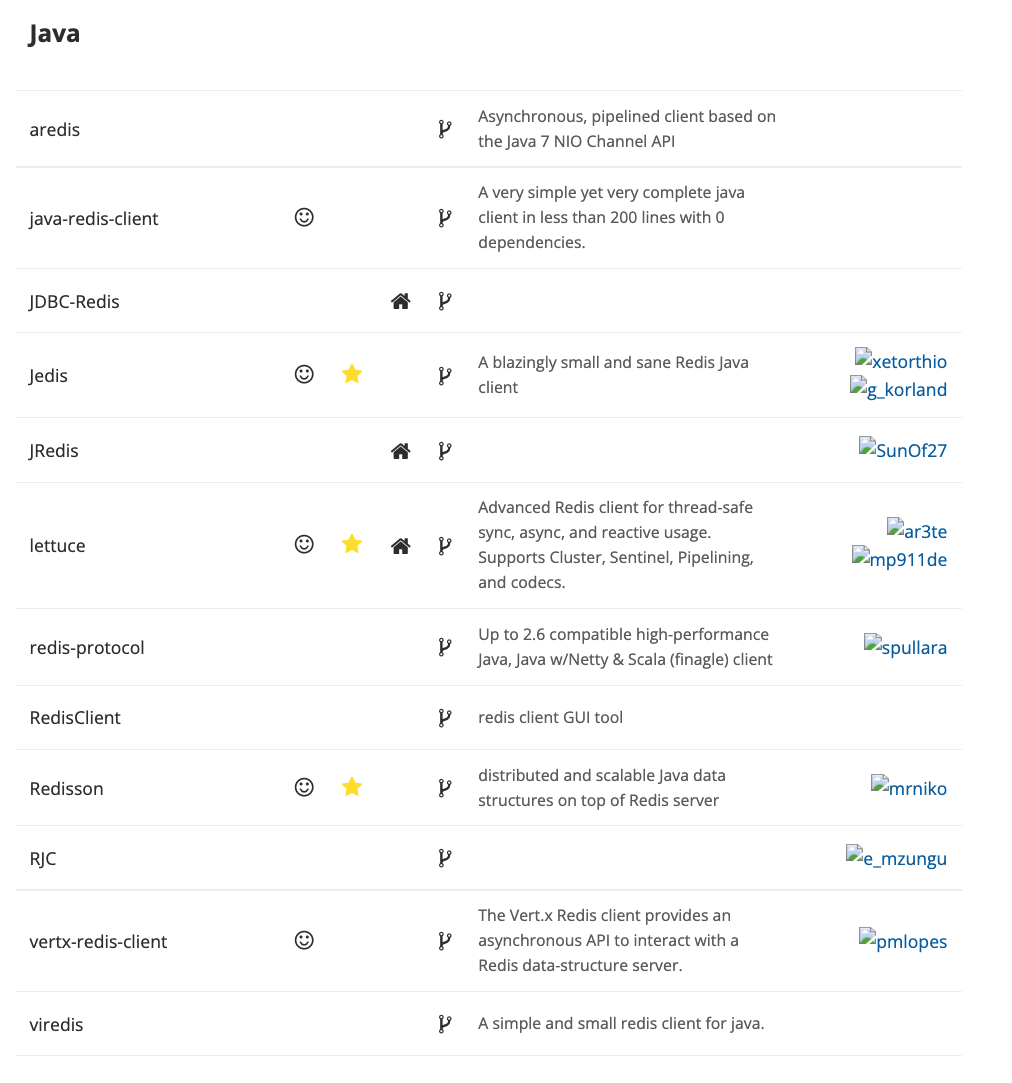 Java
aredis
Asynchronous, pipelined client based on
the Java 7 NIO Channel API
java-redis-client
A very simple yet very complete java
client in less than 200 lines with 0
dependencies.
JDBC-Redis
Jedis
A blazingly small and sane Redis Java
client
xetorthio
g_korland
JRedis
SunOf27
lettuce
Advanced Redis client for thread-safe
sync, async, and reactive usage.
Supports Cluster, Sentinel, Pipelining,
and codecs.
ar3te
mp911de
redis-protocol
Up to 2.6 compatible high-performance
Java, Java w/Netty & Scala (finagle) client
spullara
RedisClient
redis client GUI tool
Redisson
distributed and scalable Java data
structures on top of Redis server
mrniko
RJC
e_mzungu
vertx-redis-client
The Vert.x Redis client provides an
asynchronous API to interact with a
Redis data-structure server.
pmlopes
viredis
A simple and small redis client for java.